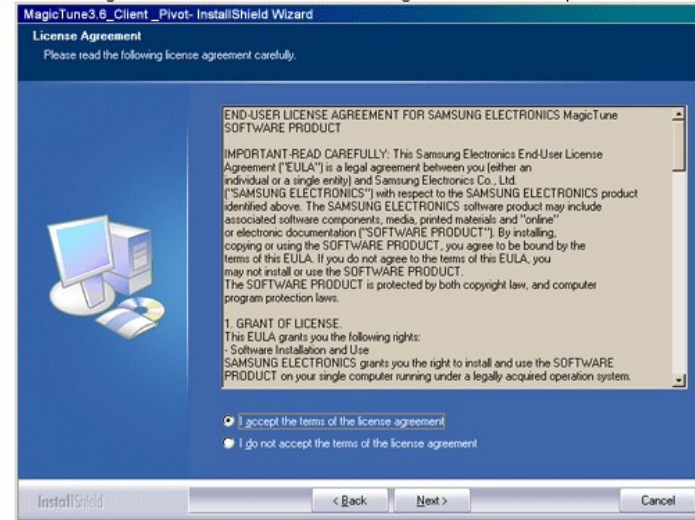 MagicTune3.6_Client _Pivot- InstallShield Wizard
License Agreement
Please read the following license agreement carefully.
END-USER LICENSE AGREEMENT FOR SAMSUNG ELECTRONICS MagicTune
SOFTWARE PRODUCT
IMPORTANT-READ CAREFULLY: This Samsung Electronics End-User License
Agreement ("EULA") is a legal agreement between you (either an
individual or a single entity) and Samsung Electronics Co., Ltd.
("SAMSUNG ELECTRONICS") with respect to the SAMSUNG ELECTRONICS product
identified above. The SAMSUNG ELECTRONICS software product may include
associated software components, media, printed materials and "online"
or electronic documentation ("SOFTWARE PRODUCT"). By installing,
copying or using the SOFTWARE PRODUCT, you agree to be bound by the
terms of this EULA. If you do not agree to the terms of this EULA, you
may not install or use the SOFTWARE PRODUCT.
The SOFTWARE PRODUCT is protected by both copyright law, and computer
program protection laws.
1. GRANT OF LICENSE.
This EULA grants you the following rights:
- Software Installation and Use
SAMSUNG ELECTRONICS grants you the right to install and use the SOFTWARE
PRODUCT on your single computer running under a legally acquired operation system.
I accept the terms of the license agreement
I do not accept the terms of the license agreement
InstallShield
< Back
Next >
Cancel